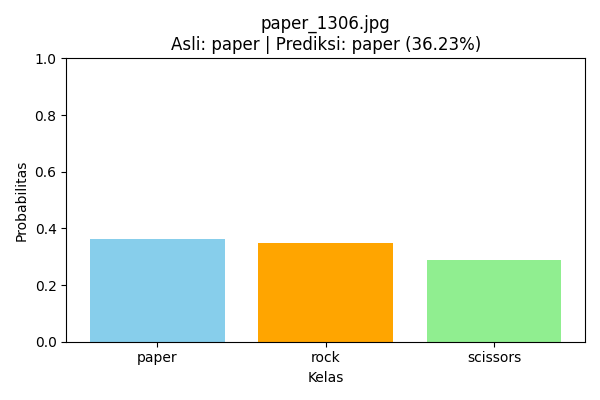 paper_1306.jpg
Asli: paper | Prediksi: paper (36.23%)
1.0
0.8
0.6
0.4
0.2
0.0
Probabilitas
paper rock scissors
Kelas